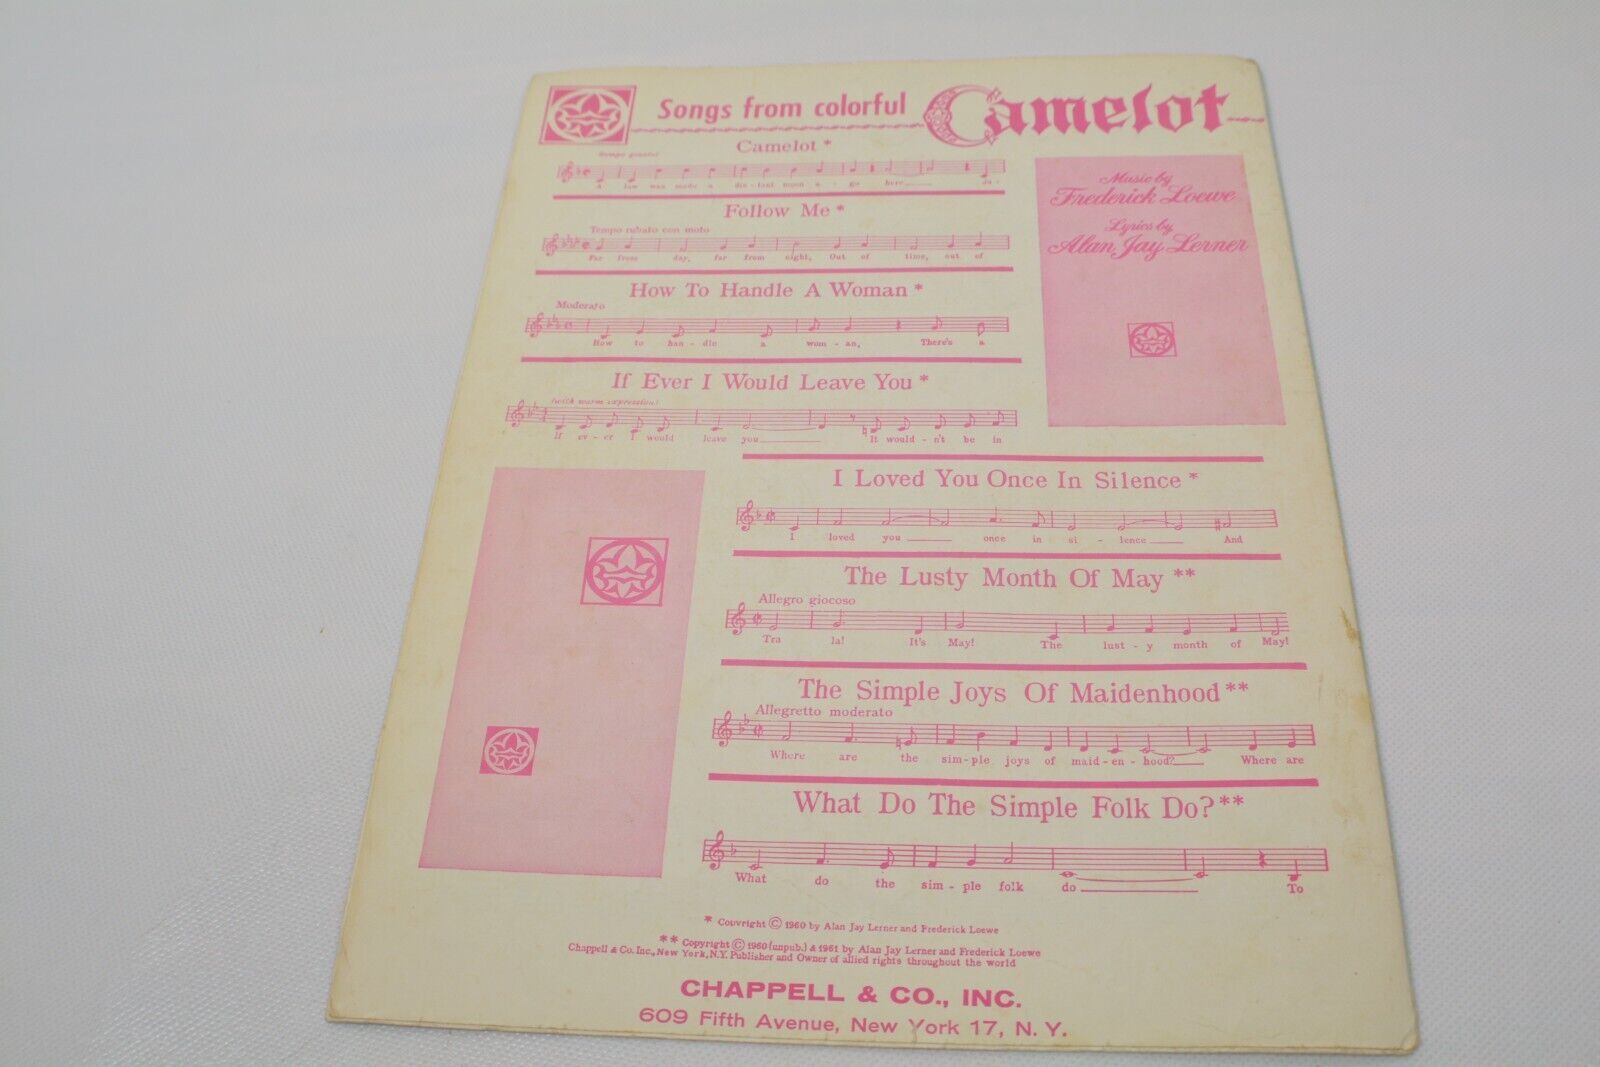 Songs from colorful Camelot
Music by
Frederick Loewe
Lyrics by
Alan Jay Lerner
Camelot *
A law was made a dis-tant moon a - go here____ Ju-
Follow Me *
Tempo rubato con moto
Far from day, far from night, Out of time, out of
How To Handle A Woman *
Moderato
How to han - dle a wom - an, There's a
If Ever I Would Leave You *
(with warm expression)
If ev - er I would leave you____ It would - n't be in
I Loved You Once In Silence *
I loved you ____ once in si - lence ____ And
The Lusty Month Of May **
Allegro giocoso
Tra la! It's May! The lust - y month of May!
The Simple Joys Of Maidenhood **
Allegretto moderato
Where are the sim - ple joys of maid - en - hood?____ Where are
What Do The Simple Folk Do? **
What do the sim - ple folk do ____ To
* Copyright © 1960 by Alan Jay Lerner and Frederick Loewe
** Copyright © 1960 (unpub.) & 1961 by Alan Jay Lerner and Frederick Loewe
Chappell & Co. Inc., New York, N.Y. Publisher and Owner of allied rights throughout the world
CHAPPELL & CO., INC.
609 Fifth Avenue, New York 17, N. Y.